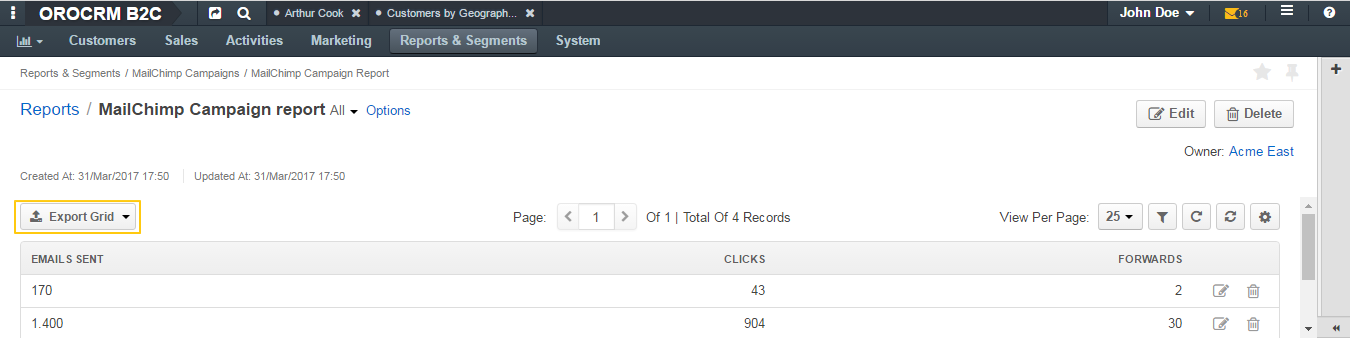 OROCRM B2C Arthur Cook Customers by Geograph... John Doe 16
Customers Sales Activities Marketing Reports & Segments System
Reports & Segments / MailChimp Campaigns / MailChimp Campaign Report
Reports / MailChimp Campaign report All Options Edit Delete
Owner: Acme East
Created At: 31/Mar/2017 17:50 Updated At: 31/Mar/2017 17:50
Export Grid Page: 1 Of 1 | Total Of 4 Records View Per Page: 25
EMAILS SENT CLICKS FORWARDS
170 43 2
1.400 904 30